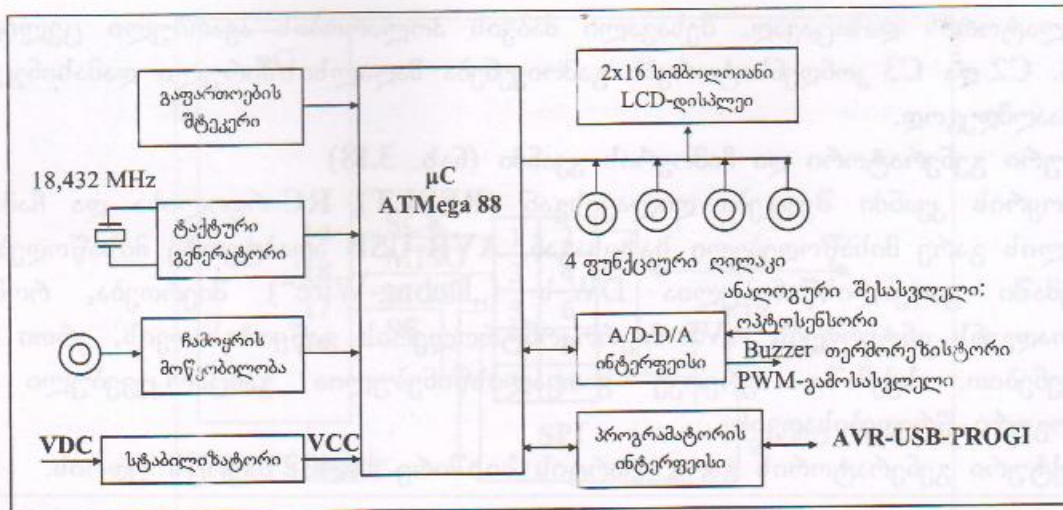 გაფართოების
შტეკერი
18,432 MHz
ტაქტური
გენერატორი
ჩამოყრის
მოწყობილობა
VDC
სტაბილიზატორი
VCC
µC
ATMega 88
2x16 სიმბოლოიანი
LCD-დისპლეი
4 ფუნქციური ღილაკი
ანალოგური შესასვლელი:
ოპტოსენსორი
A/D-D/A
ინტერფეისი
Buzzer თერმორეზისტორი
PWM-გამოსასვლელი
პროგრამატორის
ინტერფეისი
AVR-USB-PROGI